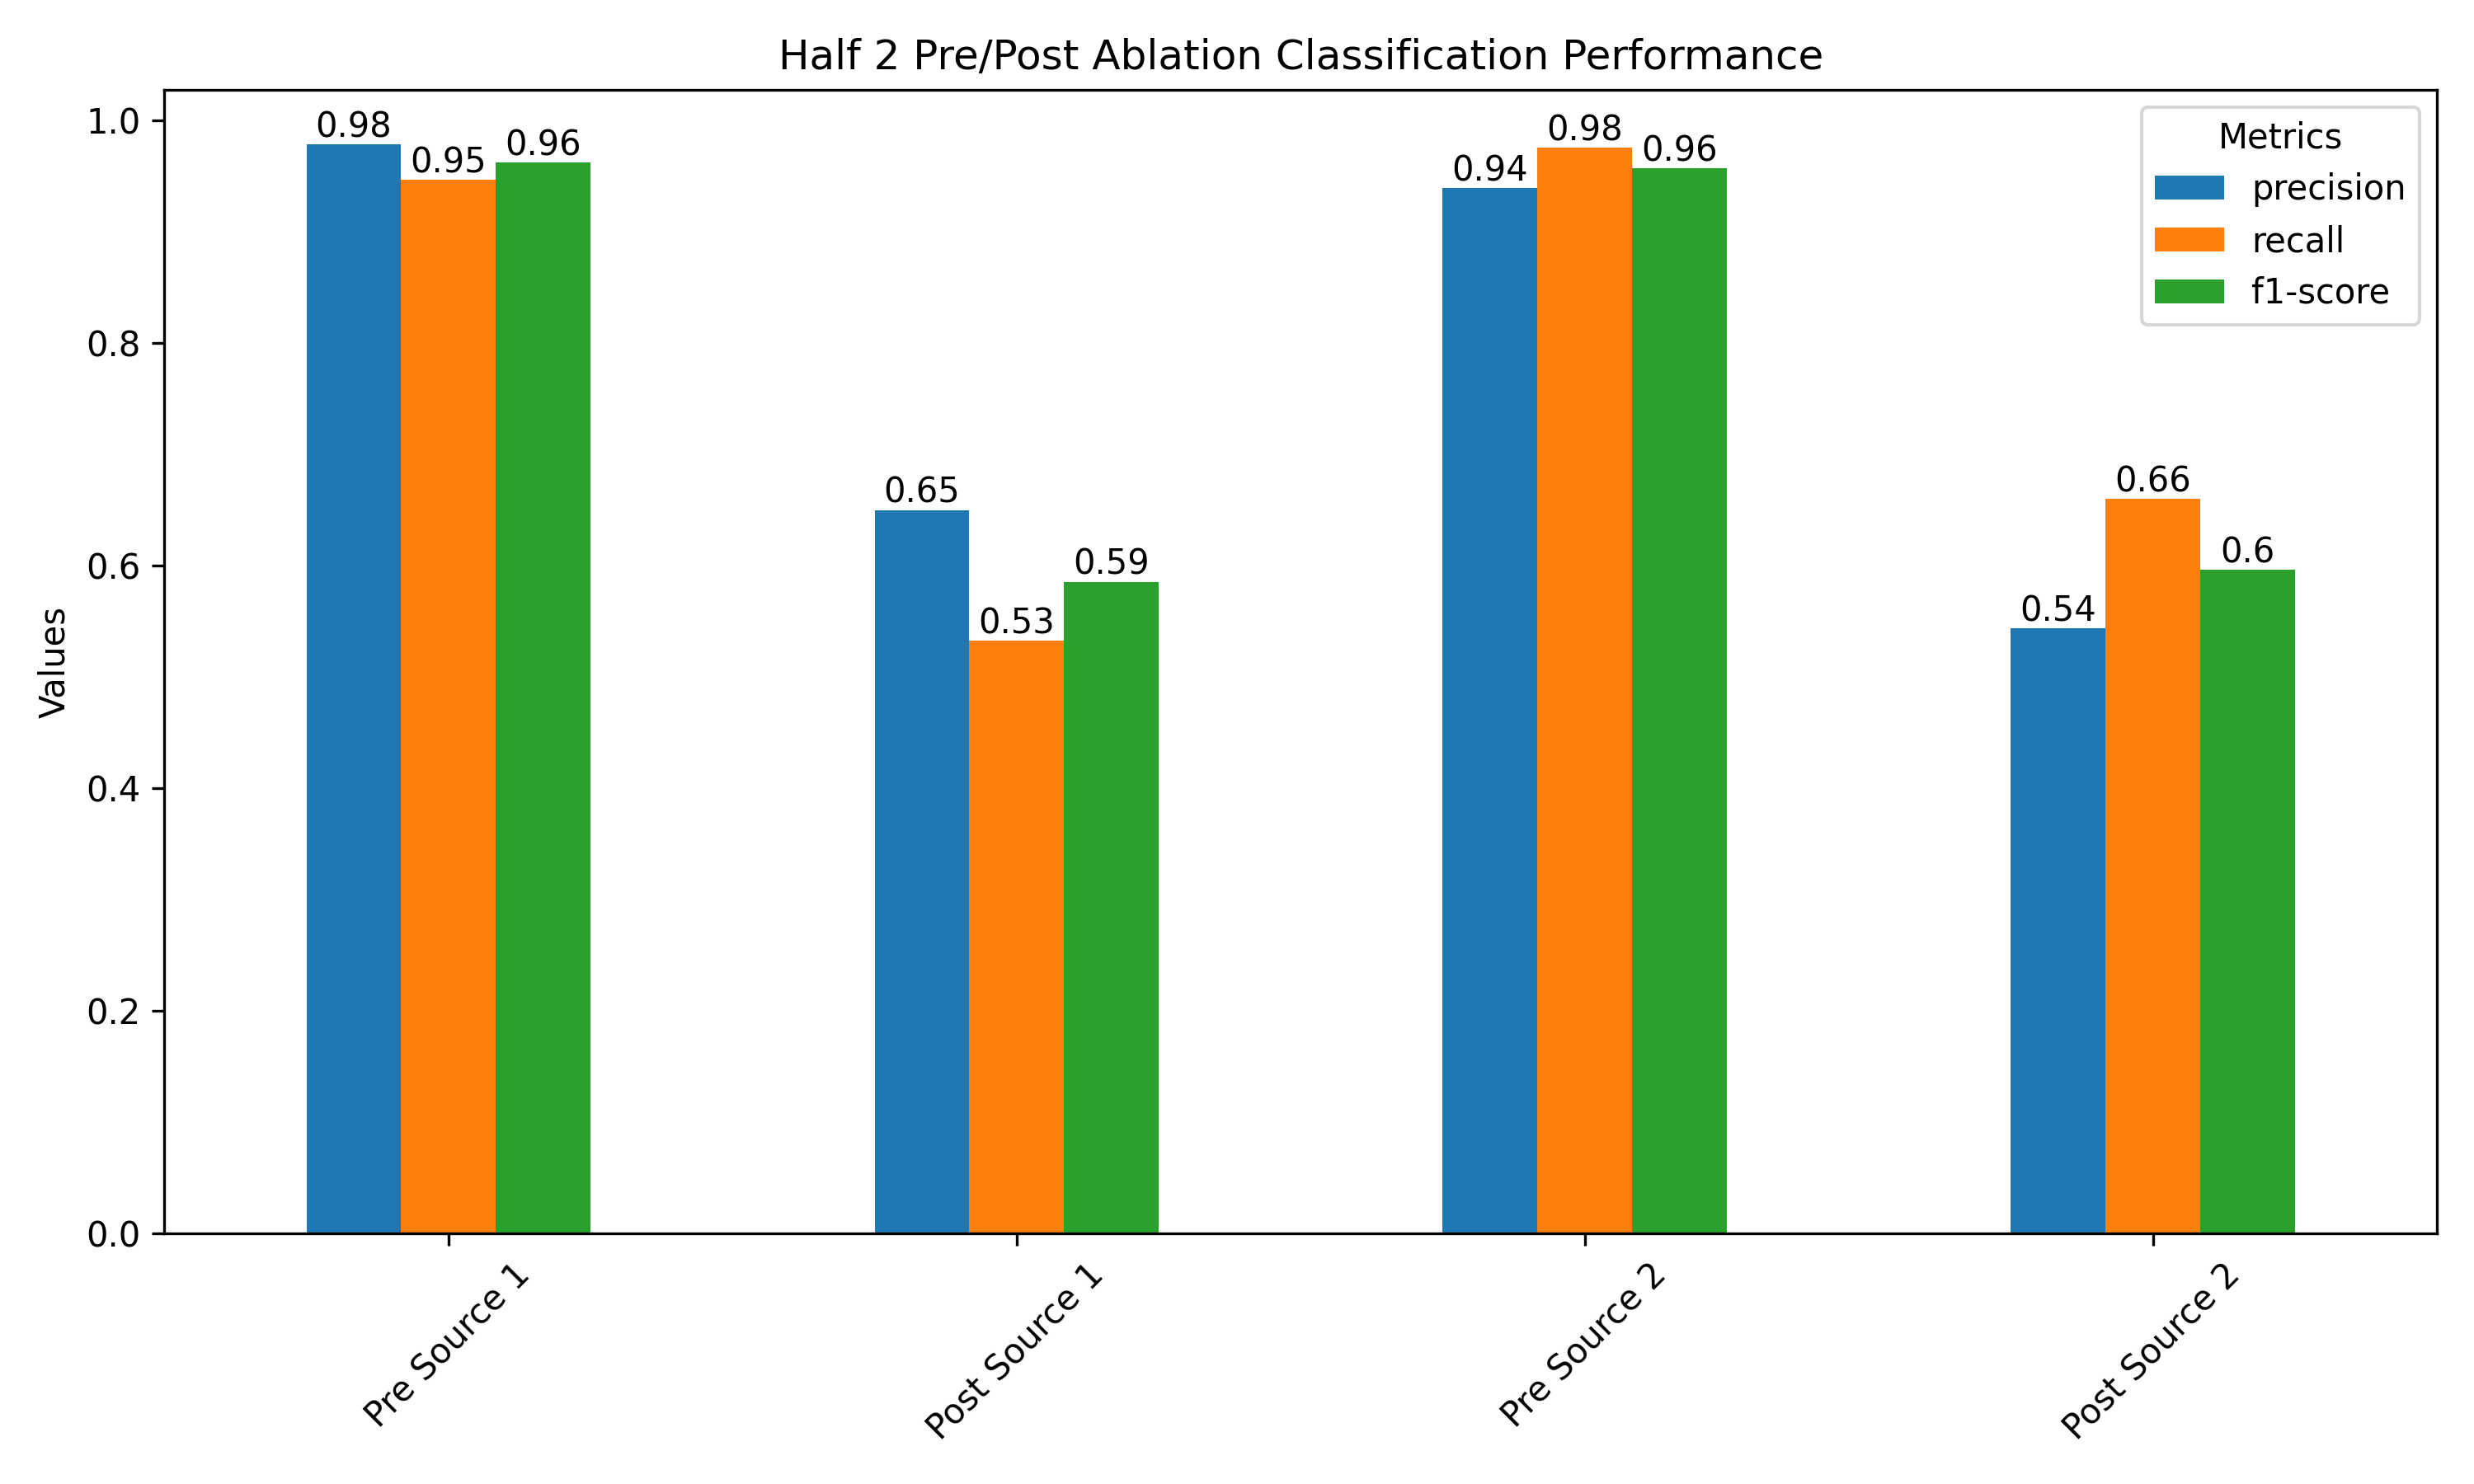 Half 2 Pre/Post Ablation Classification Performance
Values
1.0
0.8
0.6
0.4
0.2
0.0
0.98
0.95
0.96
0.65
0.53
0.59
0.94
0.98
0.96
0.54
0.66
0.6
Metrics
precision
recall
f1-score
Pre Source 1
Post Source 1
Pre Source 2
Post Source 2